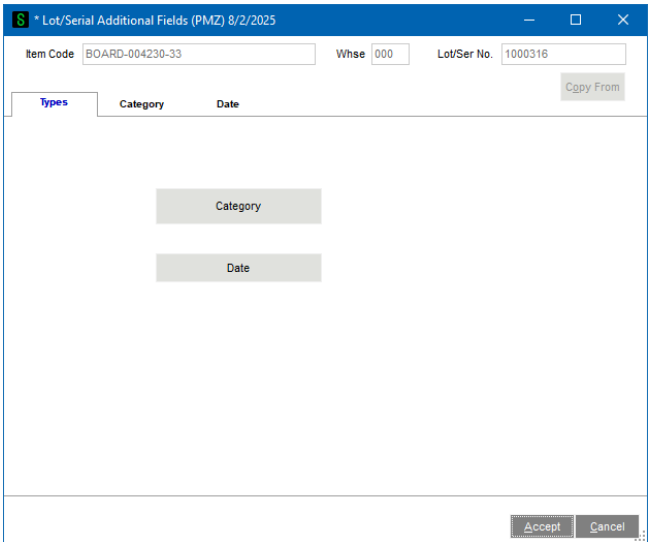 S * Lot/Serial Additional Fields (PMZ) 8/2/2025
Item Code BOARD-004230-33 Whse 000 Lot/Ser No. 1000316
Copy From
Types Category Date
Category
Date
Accept Cancel